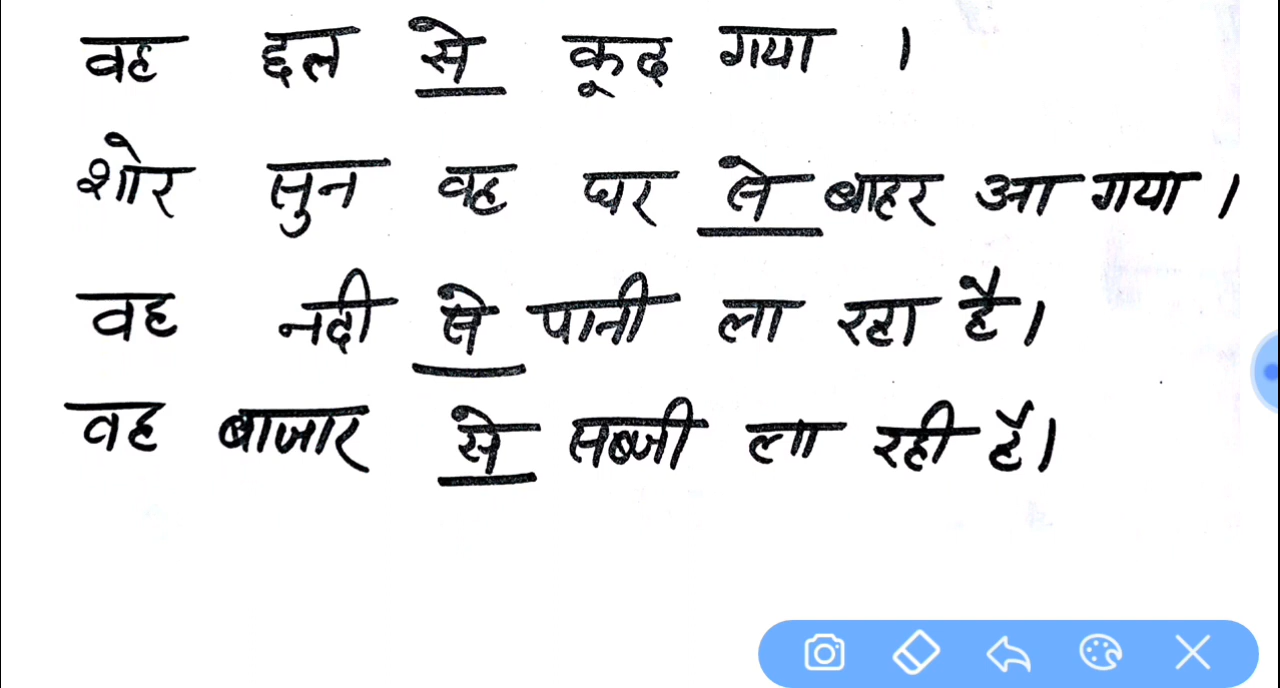 वह छत से कूद गया ।
शोर सुन वह घर से बाहर आ गया ।
वह नदी से पानी ला रहा है।
वह बाजार से सब्जी ला रही है।